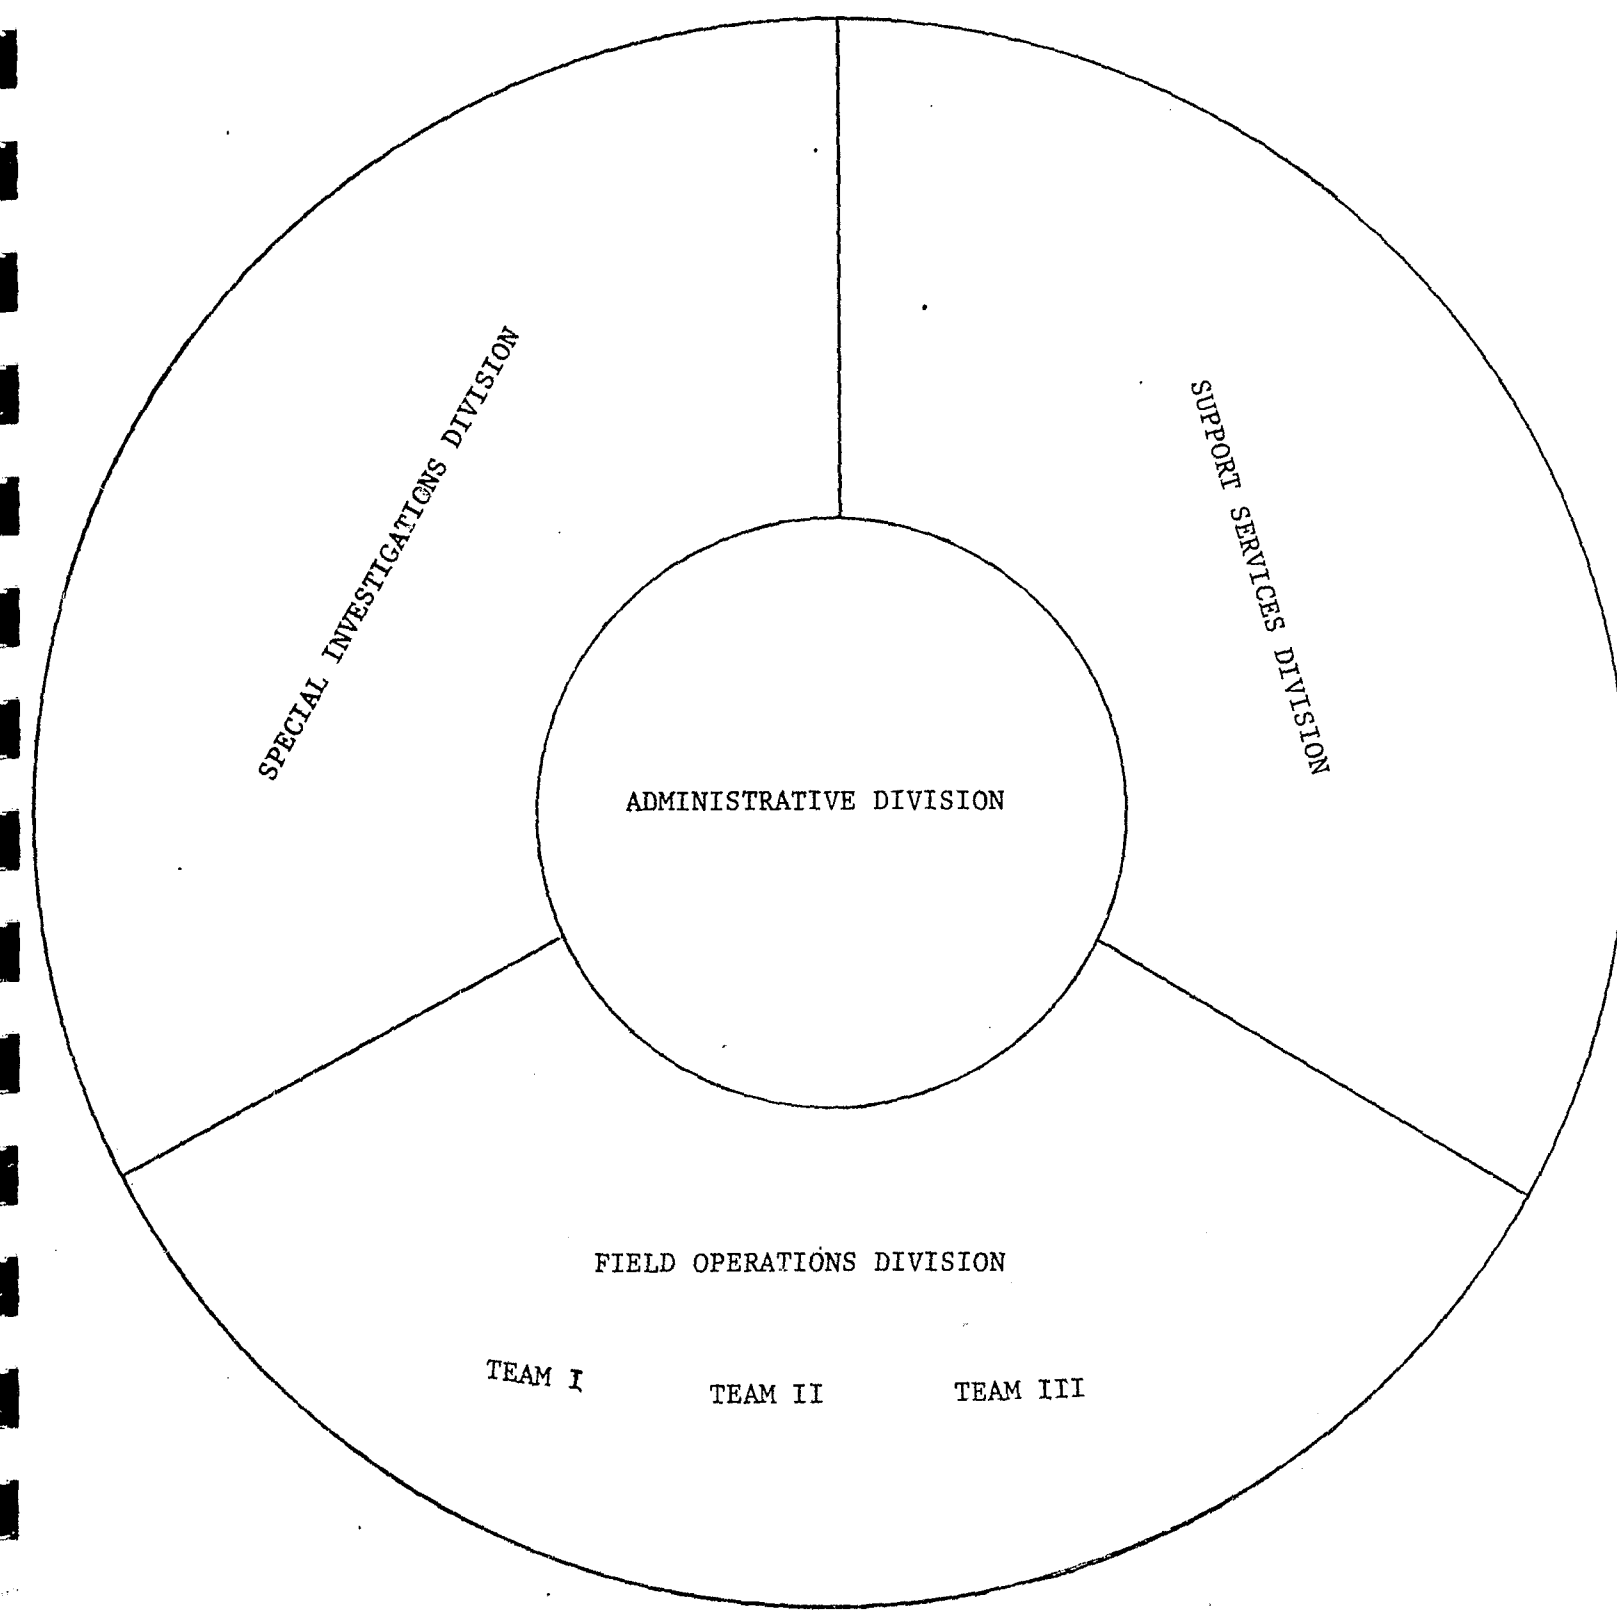 SPECIAL INVESTIGATIONS DIVISION
SUPPORT SERVICES DIVISION
ADMINISTRATIVE DIVISION
FIELD OPERATIONS DIVISION
TEAM I
TEAM II
TEAM III